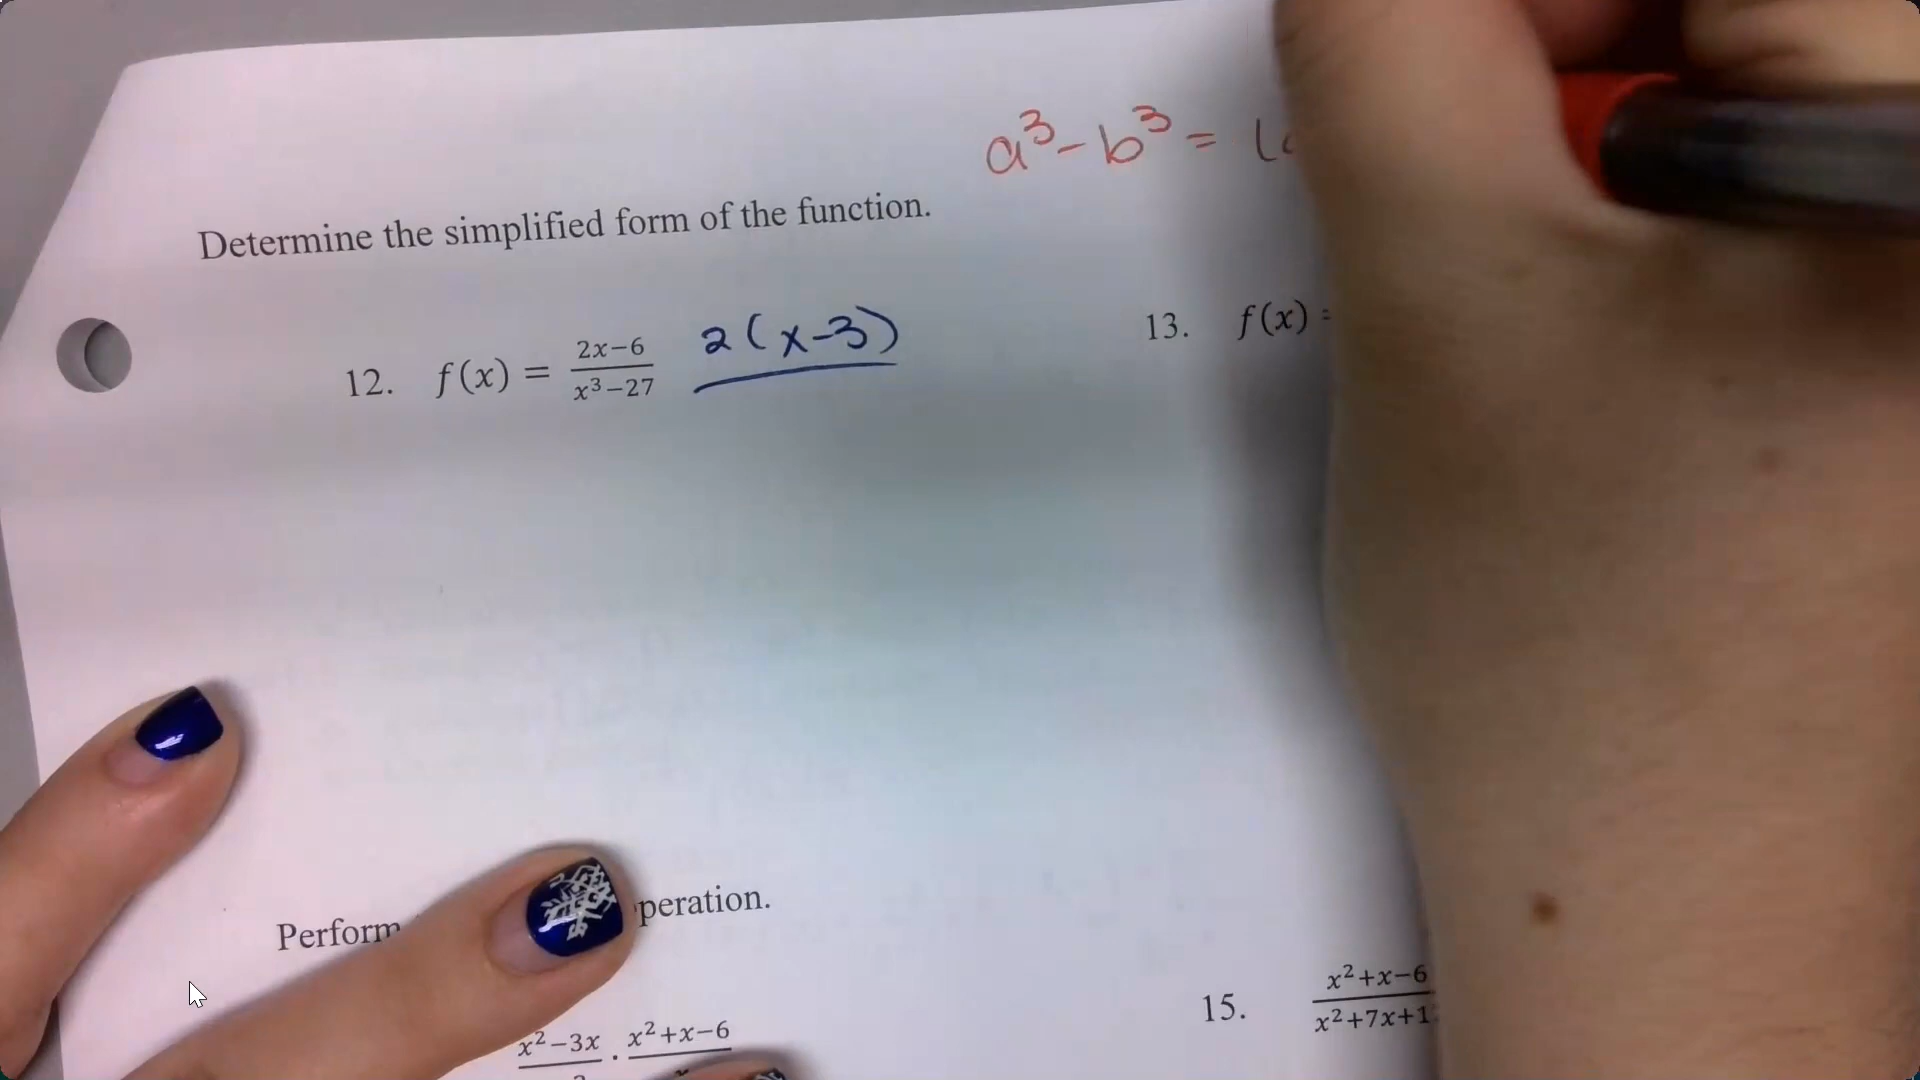 a³ - b³ = (
Determine the simplified form of the function.
12. f(x) = (2x−6)/(x³−27) 2(x-3)
13. f(x) =
Perform peration.
(x²−3x)/ · (x²+x−6)/
15. (x²+x−6)/(x²+7x+1